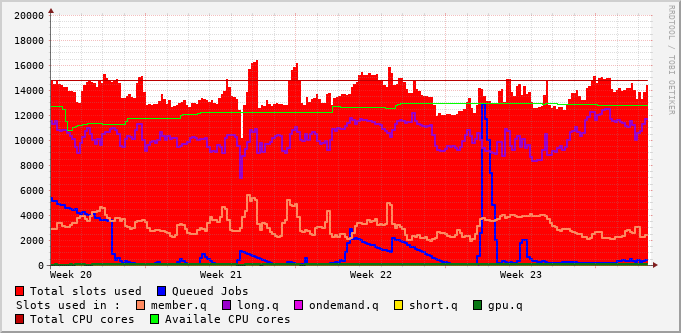 20000
18000
16000
14000
12000
10000
8000
6000
4000
2000
0
Week 20 Week 21 Week 22 Week 23
Total slots used Queued Jobs
Slots used in : member.q long.q ondemand.q short.q gpu.q
Total CPU cores Availale CPU cores
RRDTOOL / TOBI OETIKER